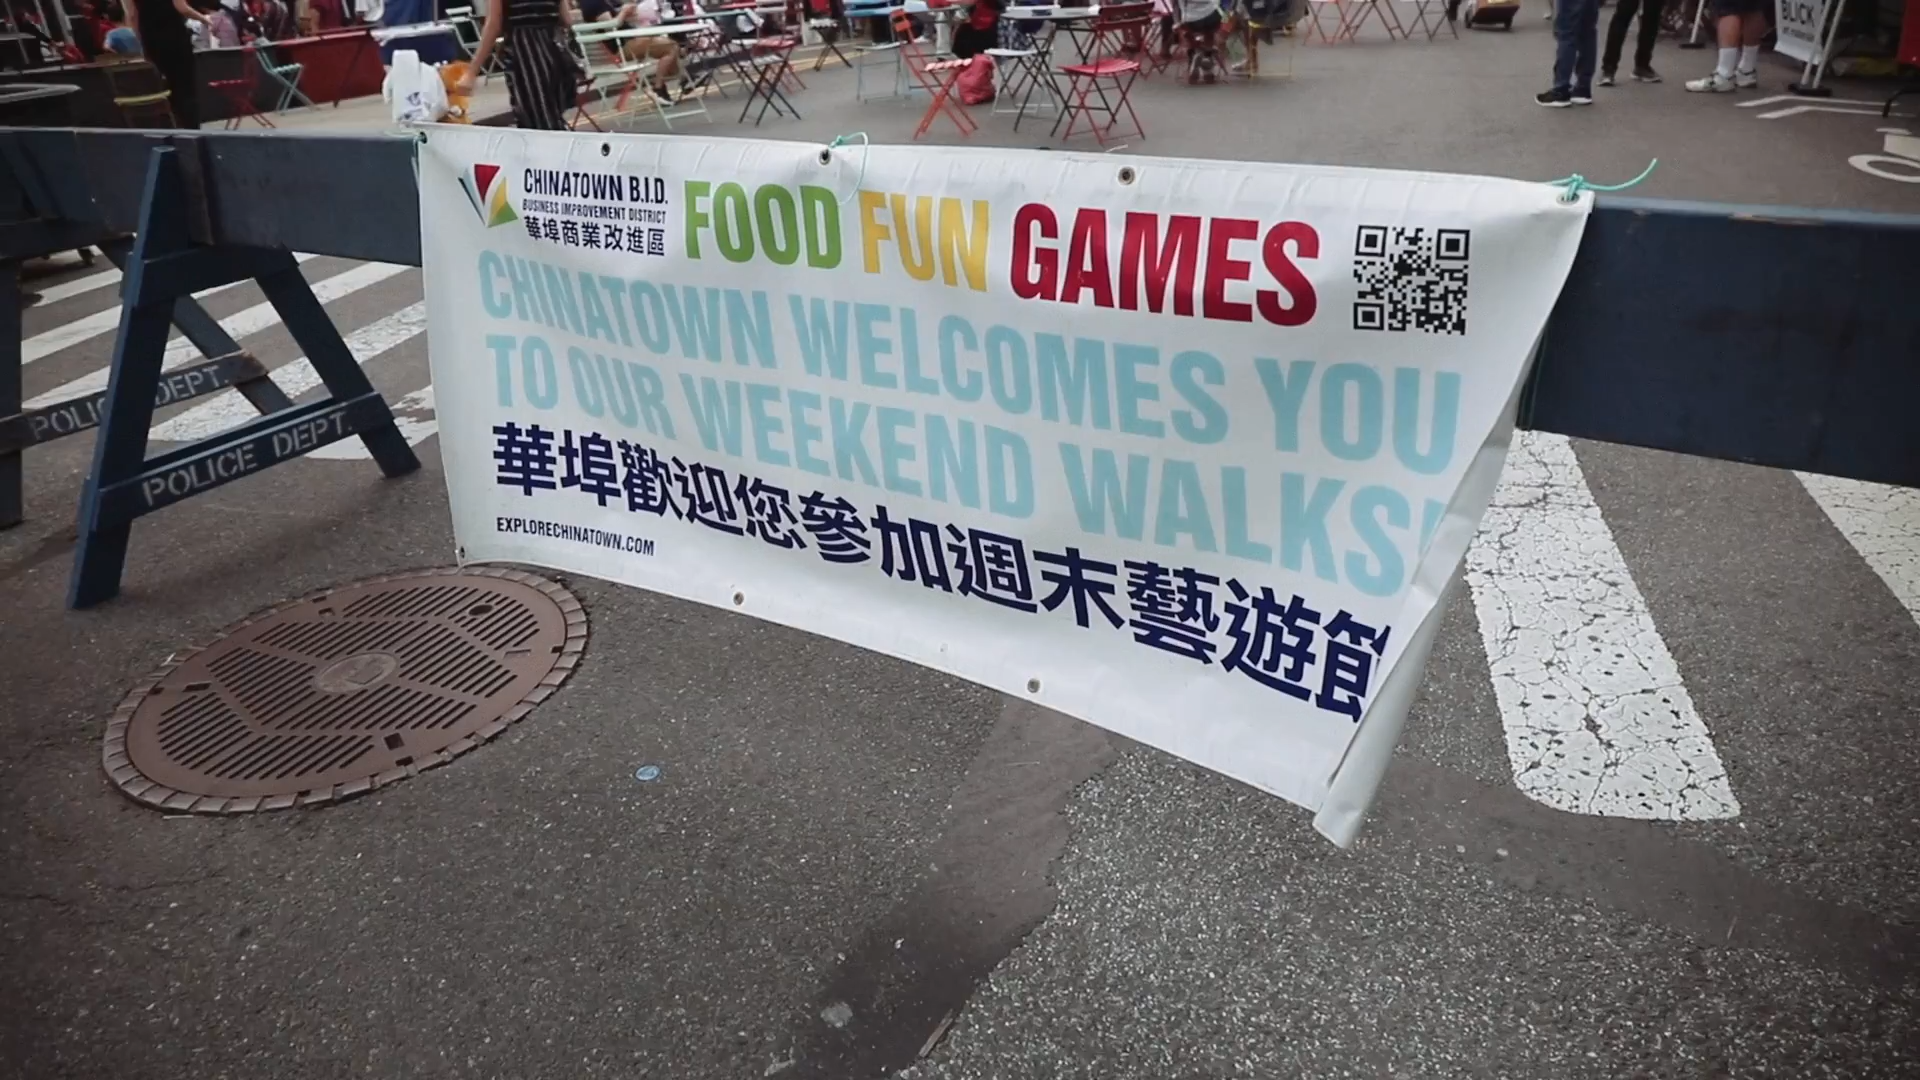 CHINATOWN B.I.D.
BUSINESS IMPROVEMENT DISTRICT
華埠商業改進區
FOOD FUN GAMES
CHINATOWN WELCOMES YOU
TO OUR WEEKEND WALKS!
華埠歡迎您參加週末藝遊節
EXPLORECHINATOWN.COM
POLICE DEPT.
POLICE DEPT.
BLICK